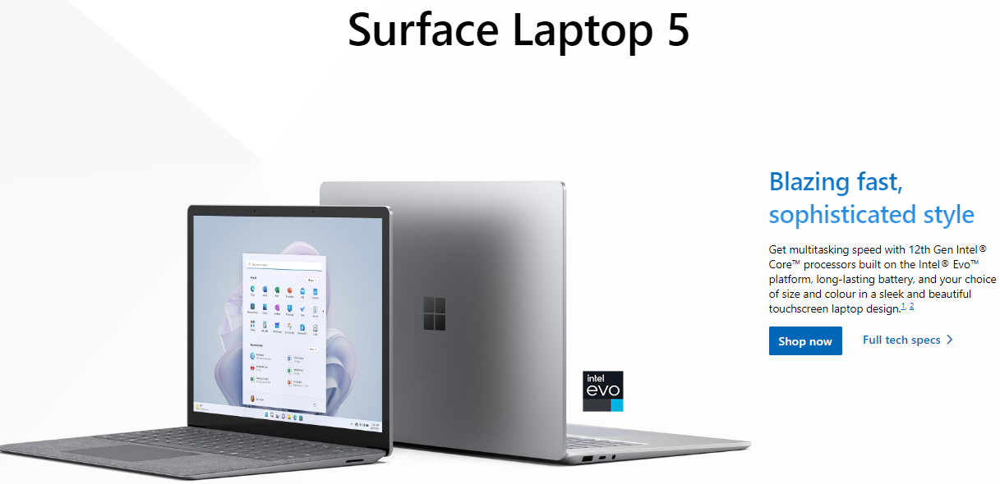 Surface Laptop 5
Blazing fast,
sophisticated style
Get multitasking speed with 12th Gen Intel®
Core™ processors built on the Intel® Evo™
platform, long-lasting battery, and your choice
of size and colour in a sleek and beautiful
touchscreen laptop design.1, 2
Shop now
Full tech specs
intel
evo